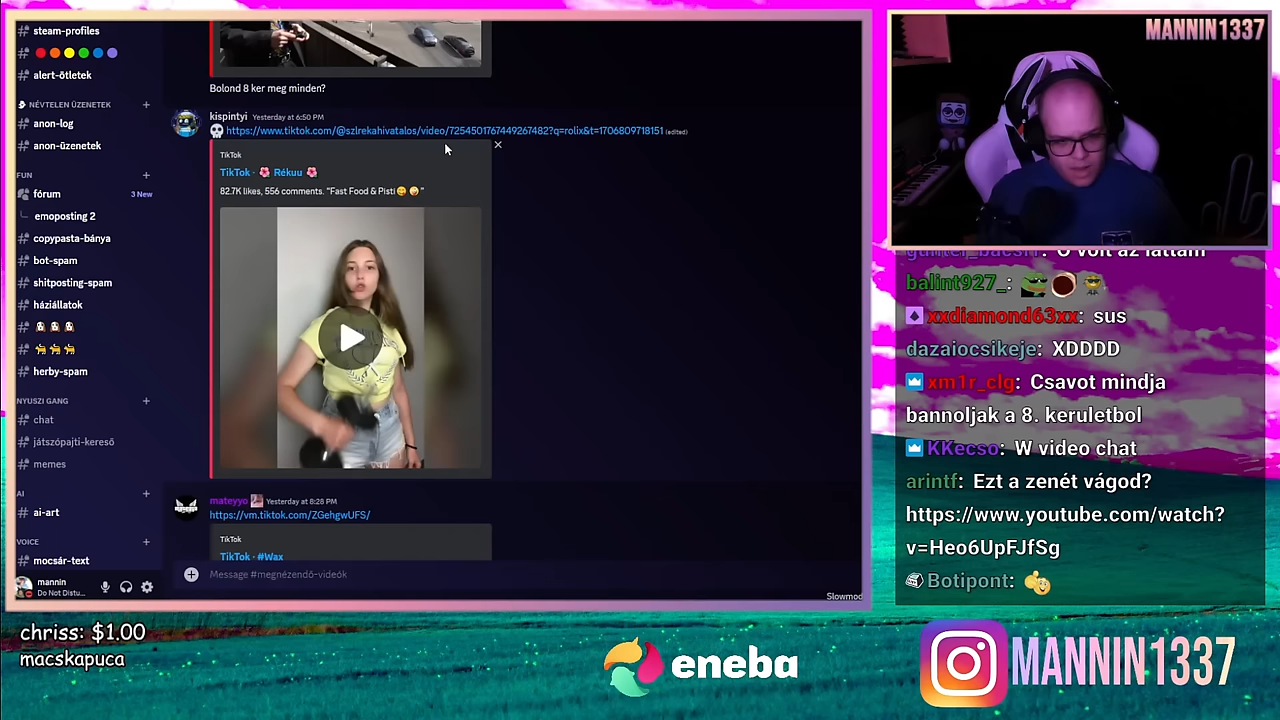 steam-profiles
alert-ötletek
NÉVTELEN ÜZENETEK
anon-log
anon-üzenetek
FUN
fórum
3 New
emoposting 2
copypasta-bánya
bot-spam
shitposting-spam
háziállatok
herby-spam
NYUSZI GANG
chat
játszópajti-kereső
memes
AI
ai-art
VOICE
mocsár-text
mannin
Do Not Distu...
Bolond 8 ker meg minden?
kispintyi Yesterday at 6:50 PM
💀 https://www.tiktok.com/@szlrekahivatalos/video/7254501767449267482?q=rolix&t=1706809718151 (edited)
TikTok
TikTok · 🌸 Rékuu 🌸
82.7K likes, 556 comments. "Fast Food & Pisti😋 🤪"
mateyyo Yesterday at 8:28 PM
https://vm.tiktok.com/ZGehgwUFS/
TikTok
TikTok · #Wax
Message #megnézendő-videók
Slowmod
MANNIN1337
gunter_bacsi1: Ő volt az láttam
balint927_:
xxdiamond63xx: sus
dazaiocsikeje: XDDDD
xm1r_clg: Csavot mindja
bannoljak a 8. keruletbol
KKecso: W video chat
arintf: Ezt a zenét vágod?
https://www.youtube.com/watch?
v=Heo6UpFJfSg
Botipont:
chriss: $1.00
macskapuca
eneba
MANNIN1337